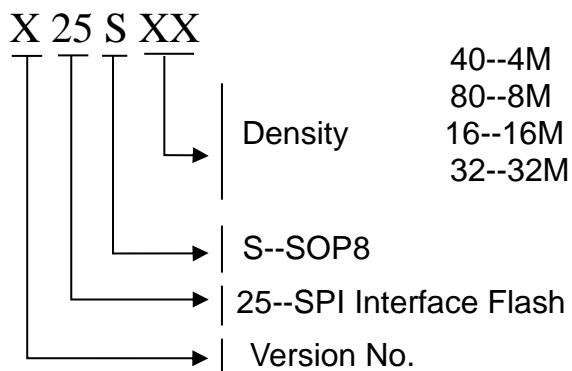 X 25 S XX
40--4M
80--8M
Density 16--16M
32--32M
S--SOP8
25--SPI Interface Flash
Version No.